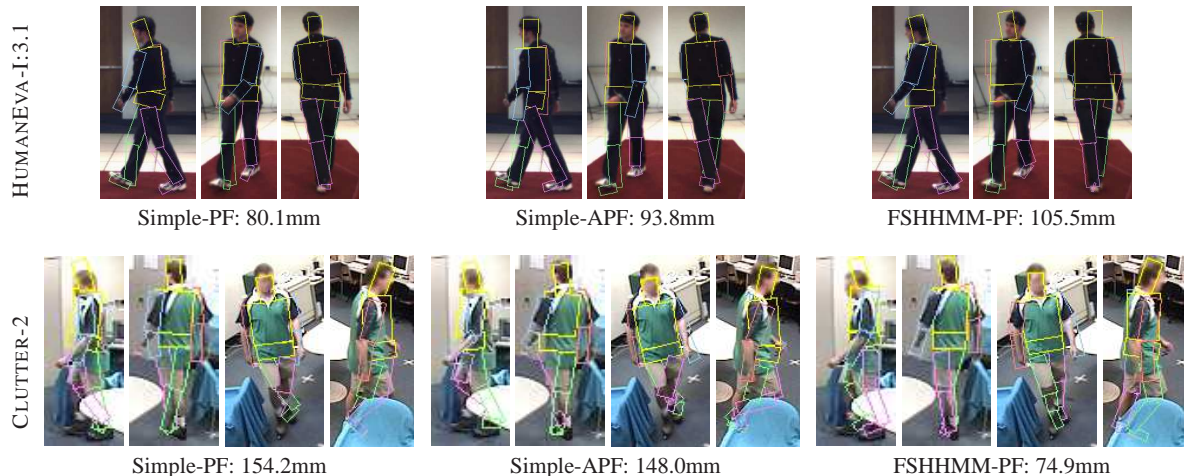 HUMANEVA-I:3.1
Simple-PF: 80.1mm
Simple-APF: 93.8mm
FSHHMM-PF: 105.5mm
CLUTTER-2
Simple-PF: 154.2mm
Simple-APF: 148.0mm
FSHHMM-PF: 74.9mm